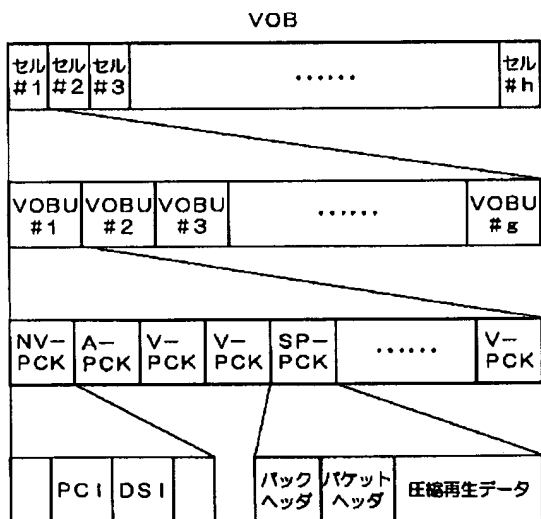 VOB
セル セル セル ...... セル
#1 #2 #3 #h
VOBU VOBU VOBU ...... VOBU
#1 #2 #3 #g
NV- A- V- V- SP- ...... V-
PCK PCK PCK PCK PCK PCK
PCI DSI
パック パケット 圧縮再生データ
ヘッダ ヘッダ